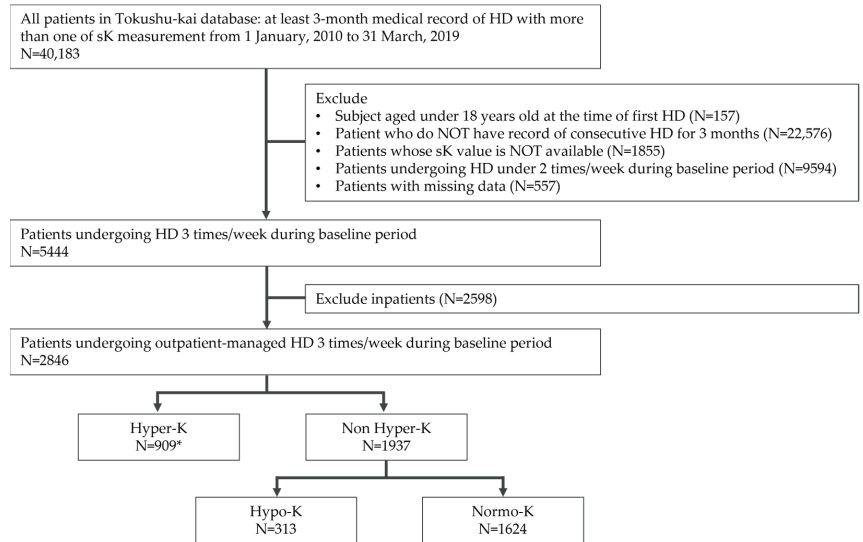 All patients in Tokushu-kai database: at least 3-month medical record of HD with more
than one of sK measurement from 1 January, 2010 to 31 March, 2019
N=40,183
Exclude
• Subject aged under 18 years old at the time of first HD (N=157)
• Patient who do NOT have record of consecutive HD for 3 months (N=22,576)
• Patients whose sK value is NOT available (N=1855)
• Patients undergoing HD under 2 times/week during baseline period (N=9594)
• Patients with missing data (N=557)
Patients undergoing HD 3 times/week during baseline period
N=5444
Exclude inpatients (N=2598)
Patients undergoing outpatient-managed HD 3 times/week during baseline period
N=2846
Hyper-K
N=909*
Non Hyper-K
N=1937
Hypo-K
N=313
Normo-K
N=1624